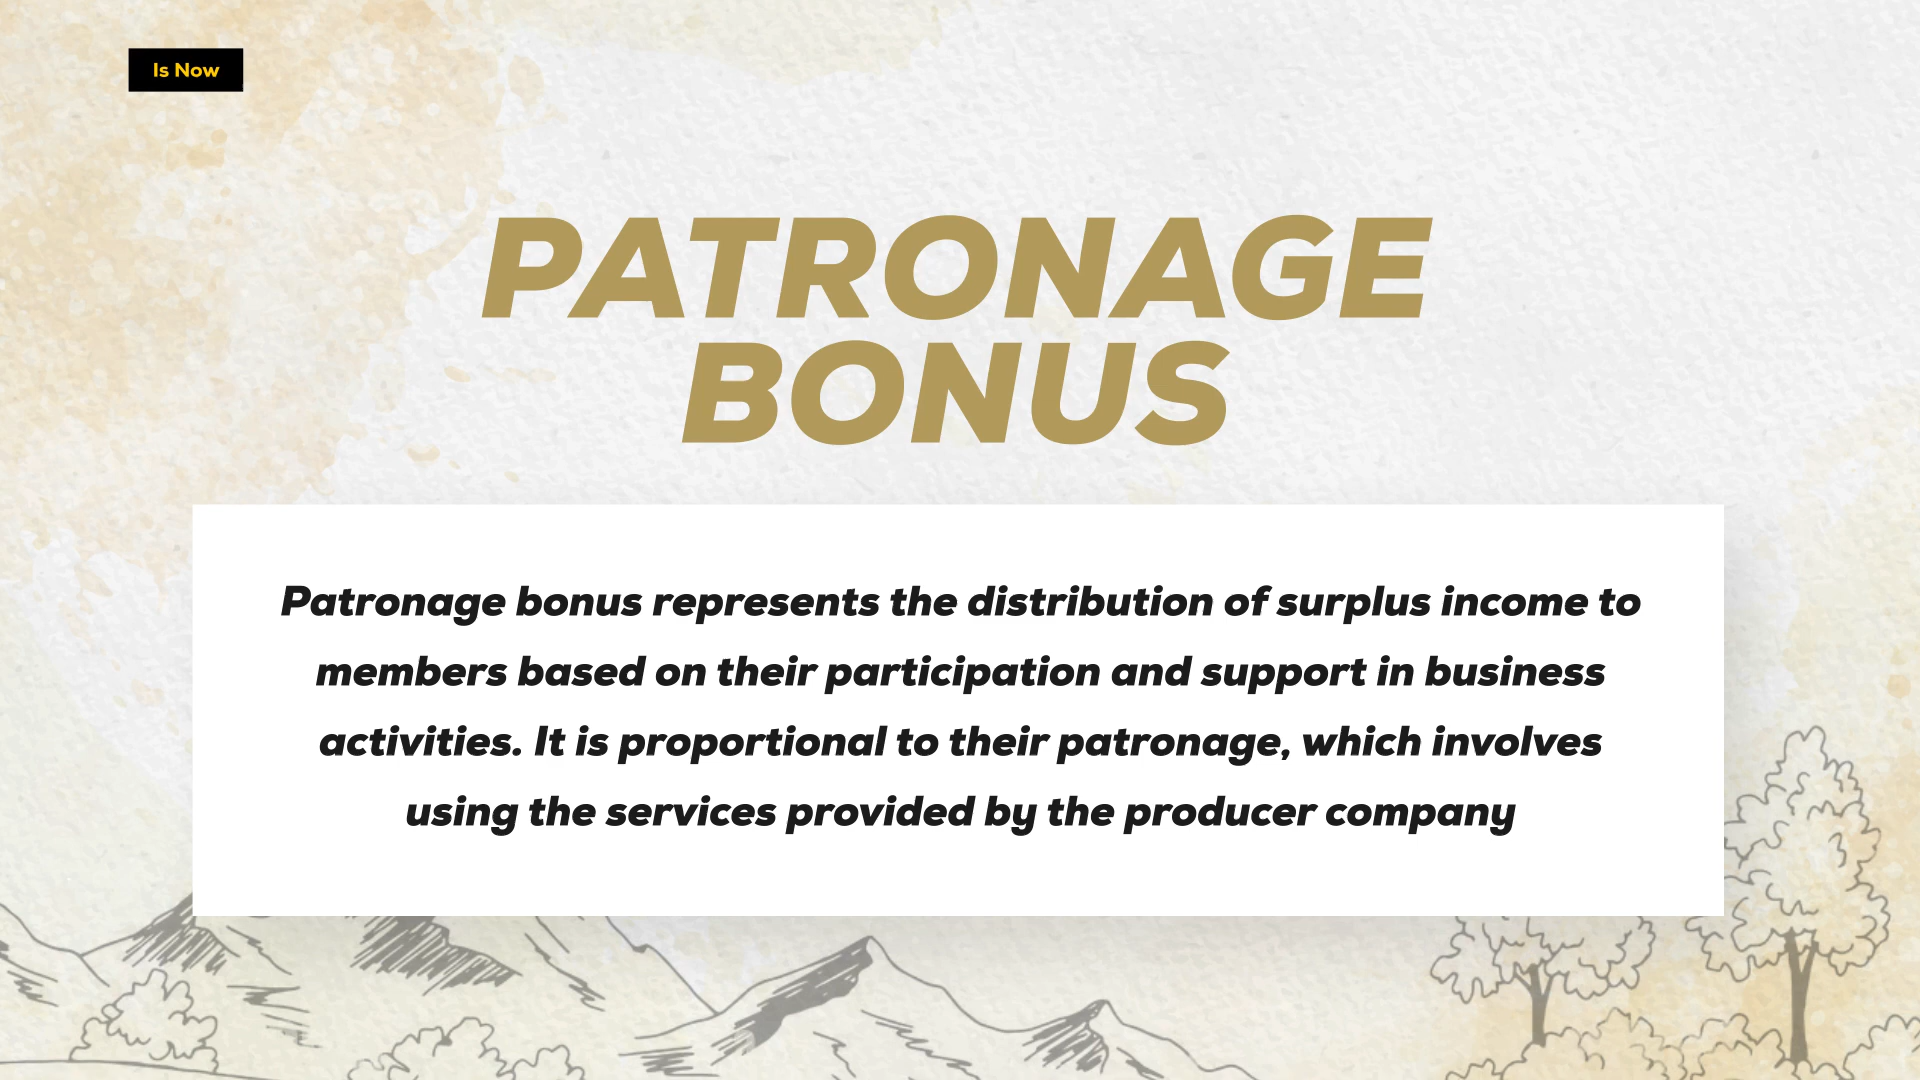 Is Now
PATRONAGE
BONUS
Patronage bonus represents the distribution of surplus income to
members based on their participation and support in business
activities. It is proportional to their patronage, which involves
using the services provided by the producer company